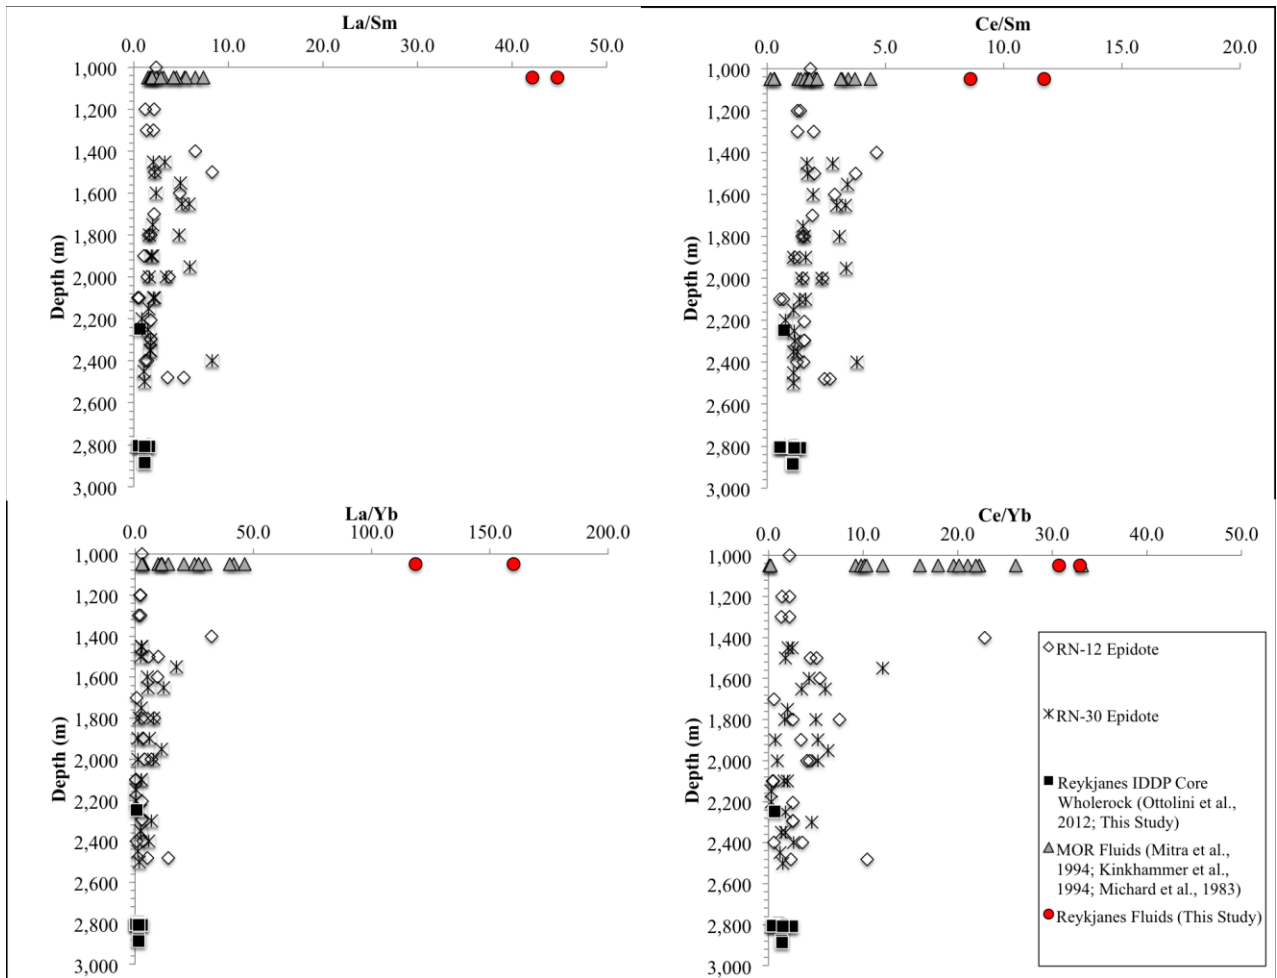 La/Sm
0.0 10.0 20.0 30.0 40.0 50.0
1,000
1,200
1,400
1,600
1,800
2,000
2,200
2,400
2,600
2,800
3,000
Depth (m)
Ce/Sm
0.0 5.0 10.0 15.0 20.0
1,000
1,200
1,400
1,600
1,800
2,000
2,200
2,400
2,600
2,800
3,000
Depth (m)
La/Yb
0.0 50.0 100.0 150.0 200.0
1,000
1,200
1,400
1,600
1,800
2,000
2,200
2,400
2,600
2,800
3,000
Depth (m)
Ce/Yb
0.0 10.0 20.0 30.0 40.0 50.0
1,000
1,200
1,400
1,600
1,800
2,000
2,200
2,400
2,600
2,800
3,000
Depth (m)
RN-12 Epidote
RN-30 Epidote
Reykjanes IDDP Core
Wholerock (Ottolini et al.,
2012; This Study)
MOR Fluids (Mitra et al.,
1994; Kinkhammer et al.,
1994; Michard et al., 1983)
Reykjanes Fluids (This Study)